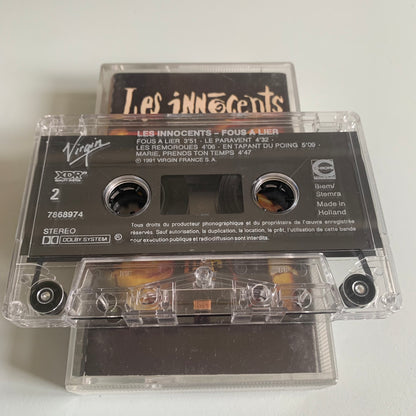 Les innocents
Virgin
LES INNOCENTS – FOUS A LIER
FOUS A LIER 3'51 · LE PARAVENT 4'32 ·
LES REMORQUES 4'06 · EN TAPANT DU POING 5'09 ·
MARIE, PRENDS TON TEMPS 4'47
℗ 1991 VIRGIN FRANCE S.A.
XDR
2
7868974
STEREO
DOLBY SYSTEM
Biem/
Stemra
Made in
Holland
Tous droits du producteur phonographique et du propriétaire de l'œuvre enregistrée
réservés. Sauf autorisation, la duplication, la location, le prêt, l'utilisation de cette bande
pour exécution publique et radiodiffusion sont interdits.